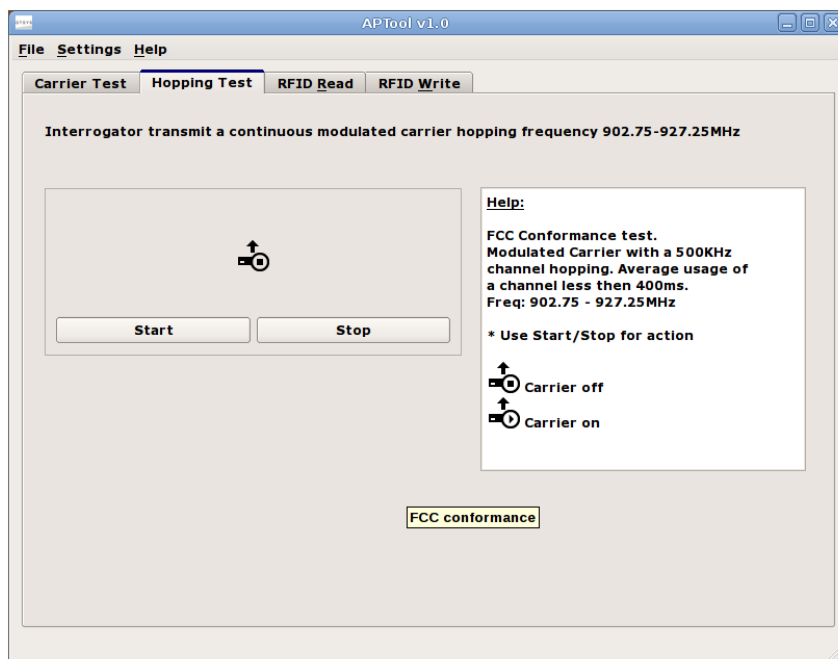 APTool v1.0
File Settings Help
Carrier Test Hopping Test RFID Read RFID Write
Interrogator transmit a continuous modulated carrier hopping frequency 902.75-927.25MHz
Start Stop
Help:
FCC Conformance test.
Modulated Carrier with a 500KHz
channel hopping. Average usage of
a channel less then 400ms.
Freq: 902.75 - 927.25MHz
* Use Start/Stop for action
Carrier off
Carrier on
FCC conformance